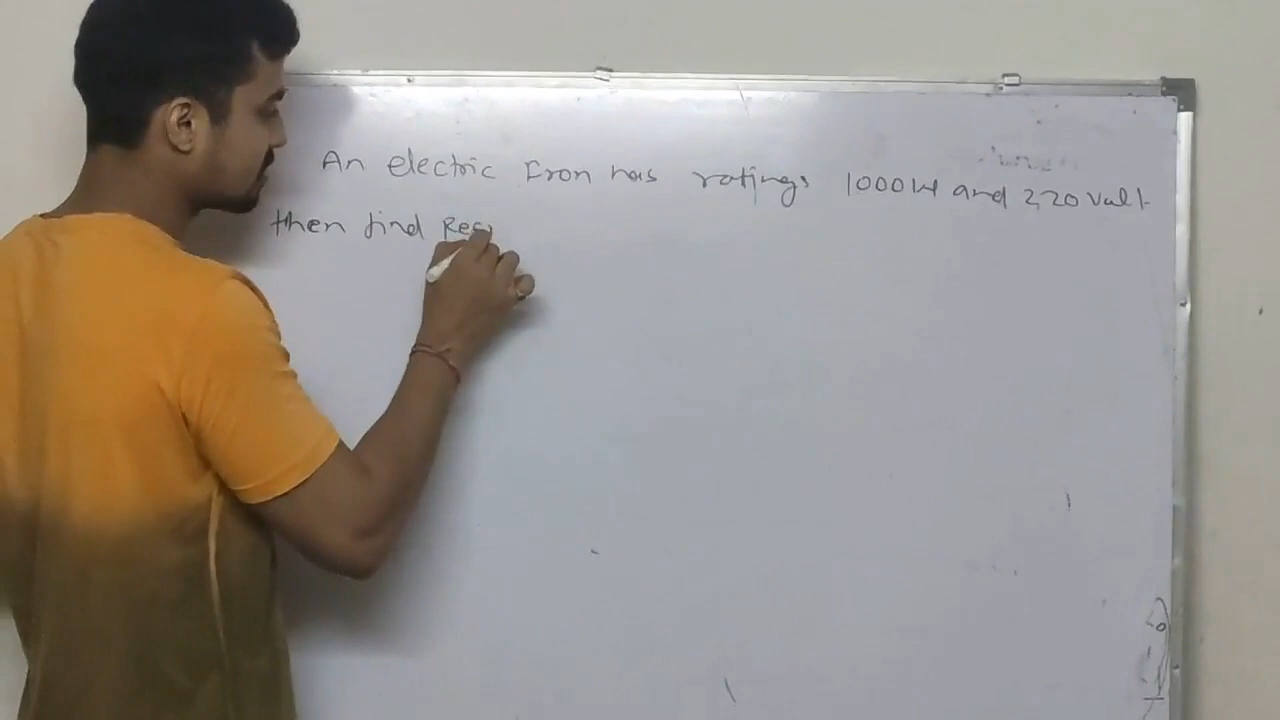 An electric Iron has ratings 1000W and 220 Volt
then find Res